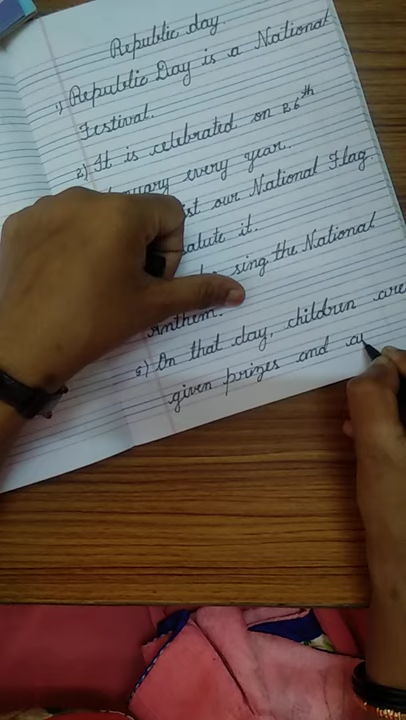 Republic day.
1) Republic Day is a National
Festival.
2) It is celebrated on 26th
every year.
our National Flag.
salute it.
sing the National
Anthem.
5) On that day, children are
given prizes and